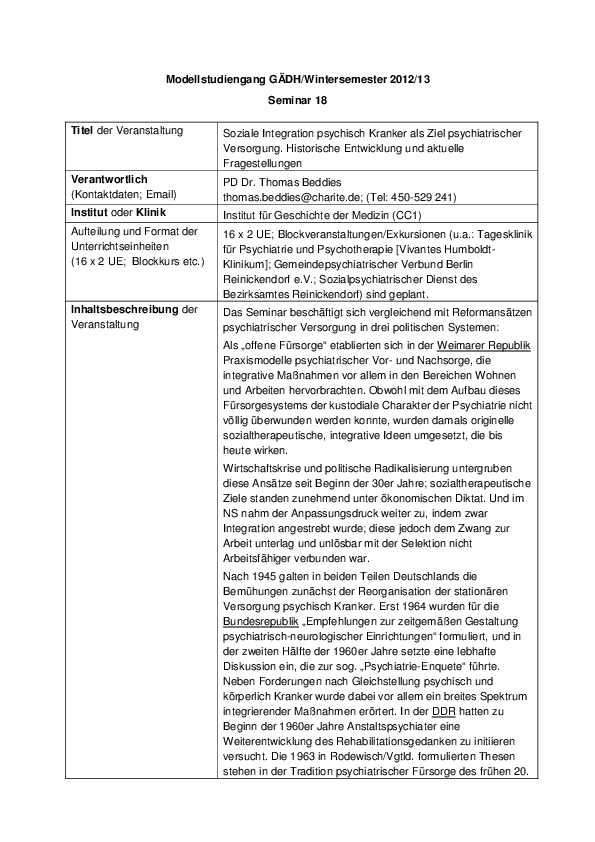 Modellstudiengang GÄDH/Wintersemester 2012/13
Seminar 18
Titel der Veranstaltung
Soziale Integration psychisch Kranker als Ziel psychiatrischer
Versorgung. Historische Entwicklung und aktuelle
Fragestellungen
Verantwortlich
(Kontaktdaten; Email)
PD Dr. Thomas Beddies
thomas.beddies@charite.de; (Tel: 450-529 241)
Institut oder Klinik
Institut für Geschichte der Medizin (CC1)
Aufteilung und Format der
Unterrichtseinheiten
(16 x 2 UE; Blockkurs etc.)
16 x 2 UE; Blockveranstaltungen/Exkursionen (u.a.: Tagesklinik
für Psychiatrie und Psychotherapie [Vivantes Humboldt-
Klinikum]; Gemeindepsychiatrischer Verbund Berlin
Reinickendorf e.V.; Sozialpsychiatrischer Dienst des
Bezirksamtes Reinickendorf) sind geplant.
Inhaltsbeschreibung der
Veranstaltung
Das Seminar beschäftigt sich vergleichend mit Reformansätzen
psychiatrischer Versorgung in drei politischen Systemen:
Als „offene Fürsorge“ etablierten sich in der Weimarer Republik
Praxismodelle psychiatrischer Vor- und Nachsorge, die
integrative Maßnahmen vor allem in den Bereichen Wohnen
und Arbeiten hervorbrachten. Obwohl mit dem Aufbau dieses
Fürsorgesystems der kustodiale Charakter der Psychiatrie nicht
völlig überwunden werden konnte, wurden damals originelle
sozialtherapeutische, integrative Ideen umgesetzt, die bis
heute wirken.
Wirtschaftskrise und politische Radikalisierung untergruben
diese Ansätze seit Beginn der 30er Jahre; sozialtherapeutische
Ziele standen zunehmend unter ökonomischen Diktat. Und im
NS nahm der Anpassungsdruck weiter zu, indem zwar
Integration angestrebt wurde; diese jedoch dem Zwang zur
Arbeit unterlag und unlösbar mit der Selektion nicht
Arbeitsfähiger verbunden war.
Nach 1945 galten in beiden Teilen Deutschlands die
Bemühungen zunächst der Reorganisation der stationären
Versorgung psychisch Kranker. Erst 1964 wurden für die
Bundesrepublik „Empfehlungen zur zeitgemäßen Gestaltung
psychiatrisch-neurologischer Einrichtungen“ formuliert, und in
der zweiten Hälfte der 1960er Jahre setzte eine lebhafte
Diskussion ein, die zur sog. „Psychiatrie-Enquete“ führte.
Neben Forderungen nach Gleichstellung psychisch und
körperlich Kranker wurde dabei vor allem ein breites Spektrum
integrierender Maßnahmen erörtert. In der DDR hatten zu
Beginn der 1960er Jahre Anstaltspsychiater eine
Weiterentwicklung des Rehabilitationsgedanken zu initiieren
versucht. Die 1963 in Rodewisch/Vgtld. formulierten Thesen
stehen in der Tradition psychiatrischer Fürsorge des frühen 20.